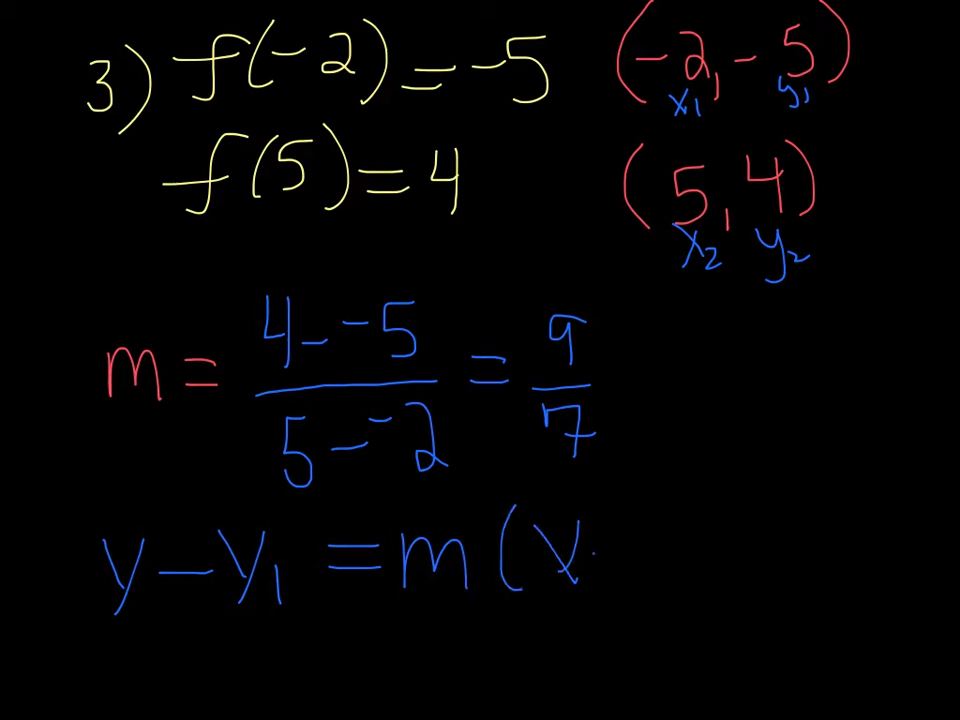 3) f(-2) = -5 (-2, -5)
x1 y1
f(5) = 4 (5, 4)
x2 y2
m = 4 - -5 / 5 - -2 = 9 / 7
y - y1 = m (x